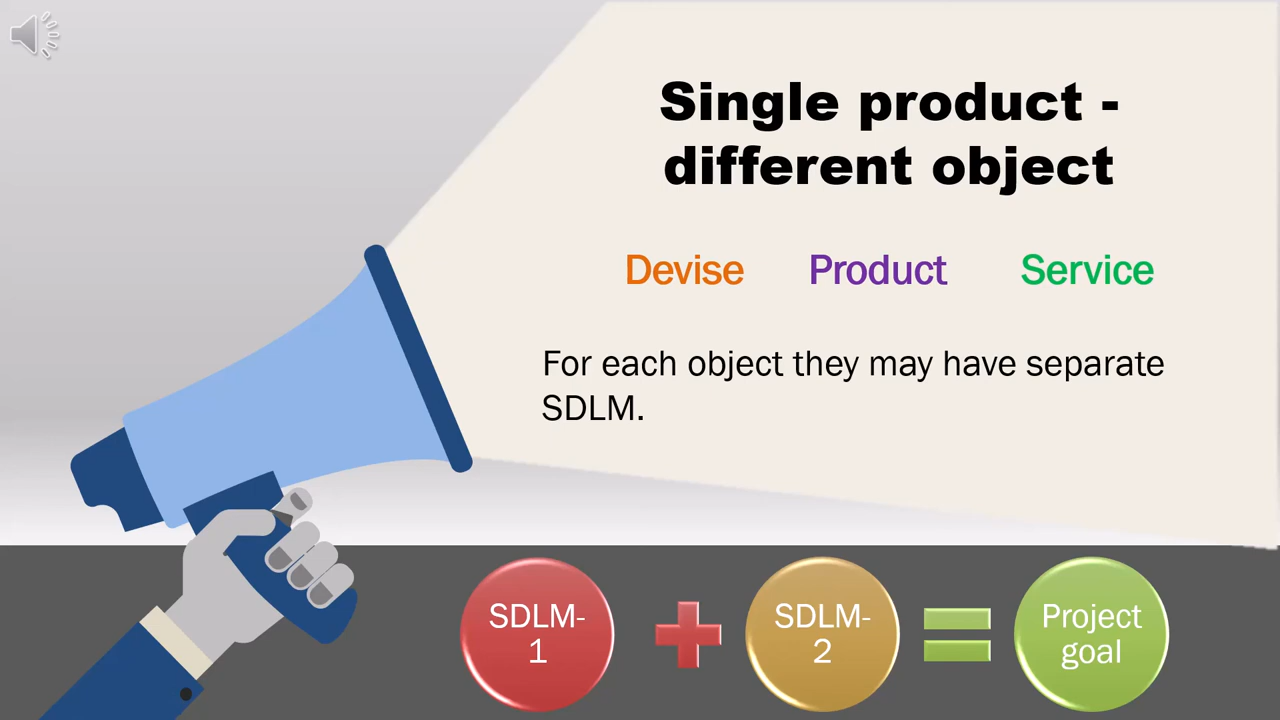 Single product -
different object
Devise Product Service
For each object they may have separate
SDLM.
SDLM-
1
SDLM-
2
Project
goal